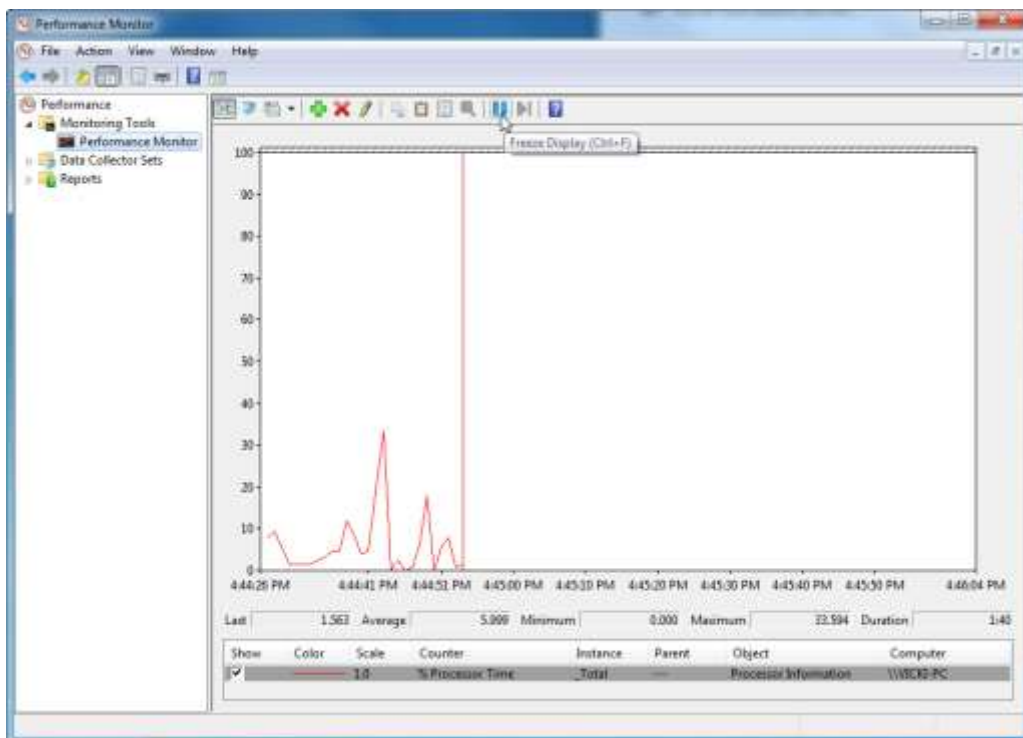 Performance Monitor
File Action View Window Help
Performance
Monitoring Tools
Performance Monitor
Data Collector Sets
Reports
Freeze Display (Ctrl+F)
100
90
80
70
60
50
40
30
20
10
0
4:44:26 PM 4:44:41 PM 4:44:51 PM 4:45:00 PM 4:45:10 PM 4:45:20 PM 4:45:30 PM 4:45:40 PM 4:45:50 PM 4:46:04 PM
Last 1.563 Average 5.999 Minimum 0.000 Maximum 33.594 Duration 1:40
Show Color Scale Counter Instance Parent Object Computer
1.0 % Processor Time _Total --- Processor Information \\VICKI-PC